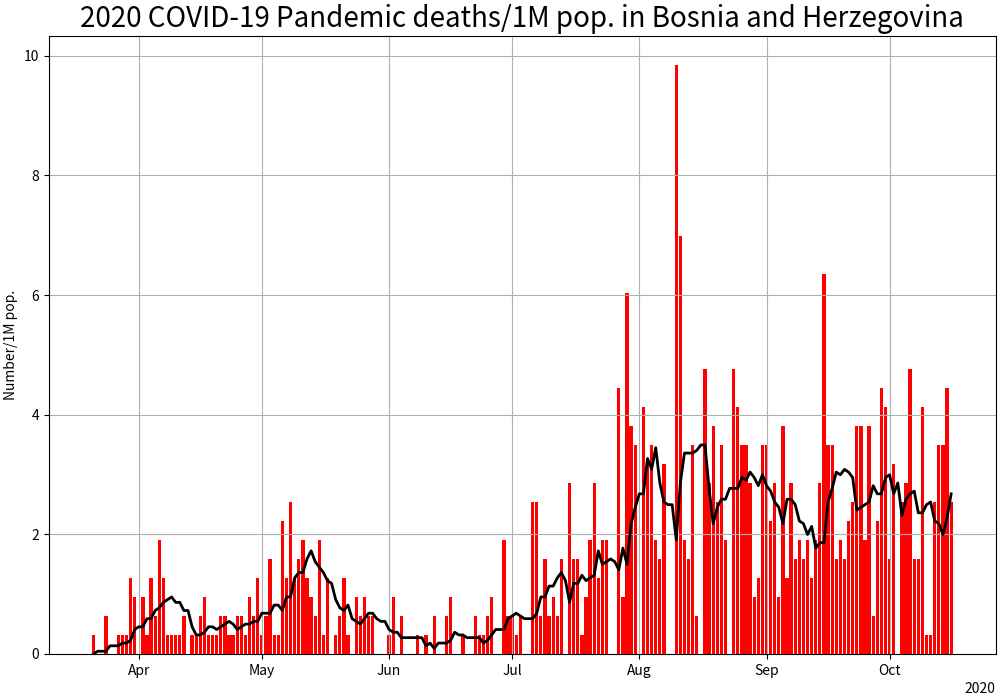 2020 COVID-19 Pandemic deaths/1M pop. in Bosnia and Herzegovina
10
8
6
4
2
0
Number/1M pop.
Apr May Jun Jul Aug Sep Oct
2020